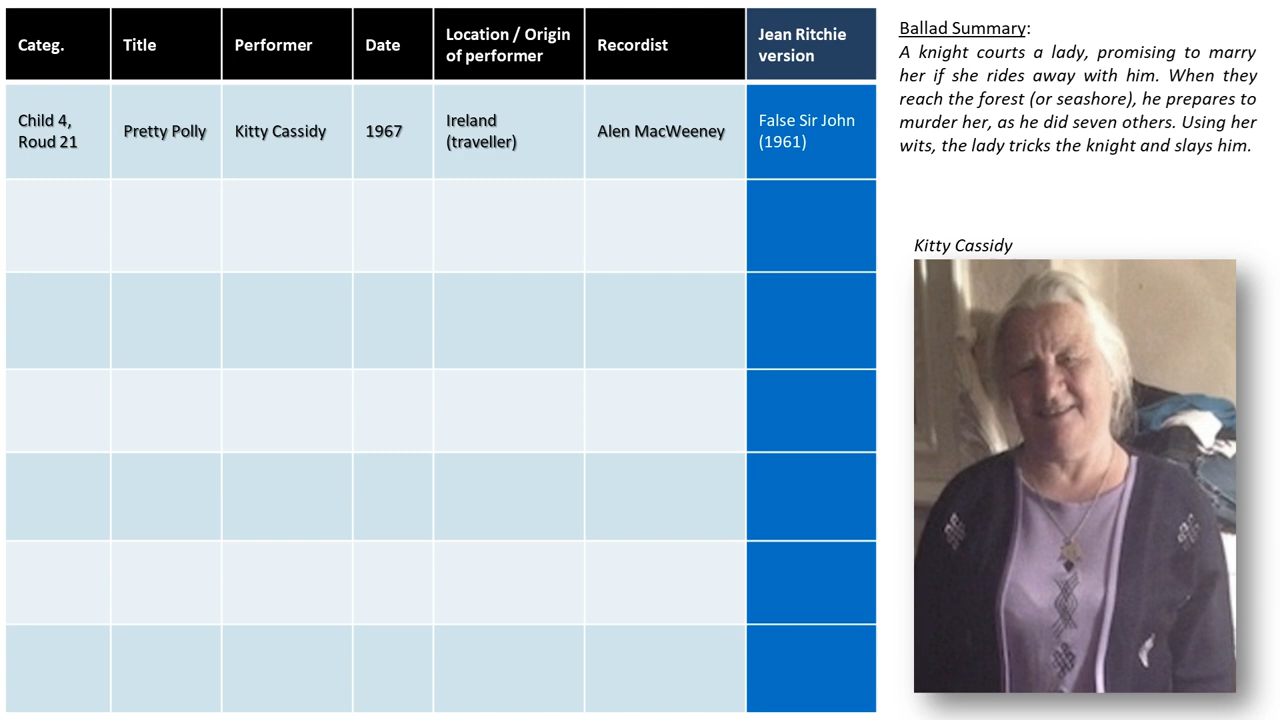 Categ.
Title
Performer
Date
Location / Origin
of performer
Recordist
Jean Ritchie
version
Child 4,
Roud 21
Pretty Polly
Kitty Cassidy
1967
Ireland
(traveller)
Alen MacWeeney
False Sir John
(1961)
Ballad Summary:
A knight courts a lady, promising to marry
her if she rides away with him. When they
reach the forest (or seashore), he prepares to
murder her, as he did seven others. Using her
wits, the lady tricks the knight and slays him.
Kitty Cassidy